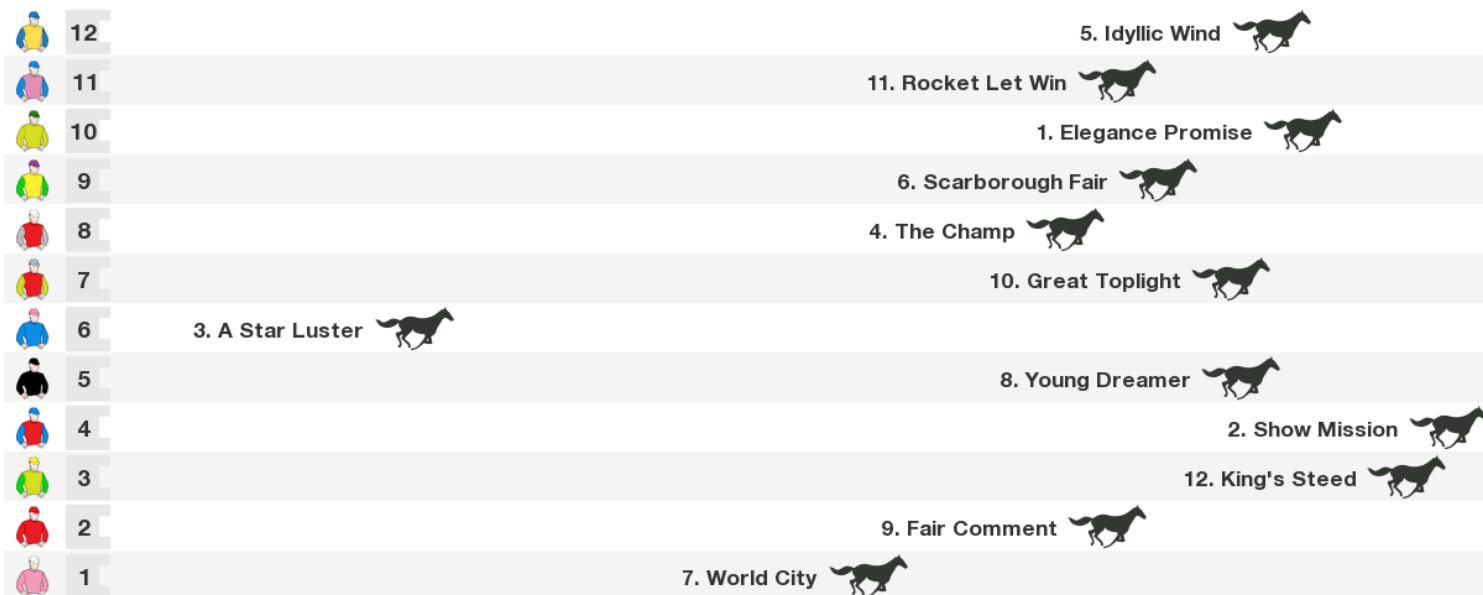 12 5. Idyllic Wind
11 11. Rocket Let Win
10 1. Elegance Promise
9 6. Scarborough Fair
8 4. The Champ
7 10. Great Toplight
6 3. A Star Luster
5 8. Young Dreamer
4 2. Show Mission
3 12. King's Steed
2 9. Fair Comment
1 7. World City